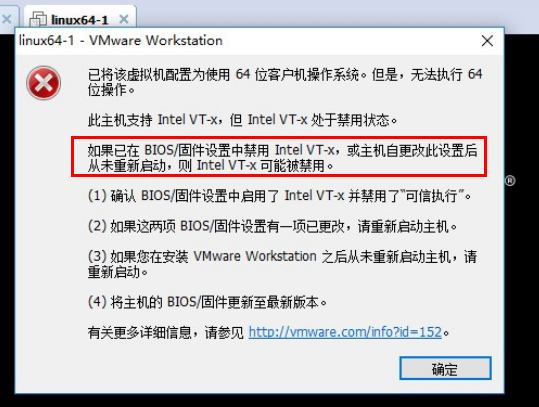 linux64-1
linux64-1 - VMware Workstation
已将该虚拟机配置为使用 64 位客户机操作系统。但是，无法执行 64
位操作。
此主机支持 Intel VT-x，但 Intel VT-x 处于禁用状态。
如果已在 BIOS/固件设置中禁用 Intel VT-x，或主机自更改此设置后
从未重新启动，则 Intel VT-x 可能被禁用。
(1) 确认 BIOS/固件设置中启用了 Intel VT-x 并禁用了“可信执行”。
(2) 如果这两项 BIOS/固件设置有一项已更改，请重新启动主机。
(3) 如果您在安装 VMware Workstation 之后从未重新启动主机，请
重新启动。
(4) 将主机的 BIOS/固件更新至最新版本。
有关更多详细信息，请参见 http://vmware.com/info?id=152。
确定
®